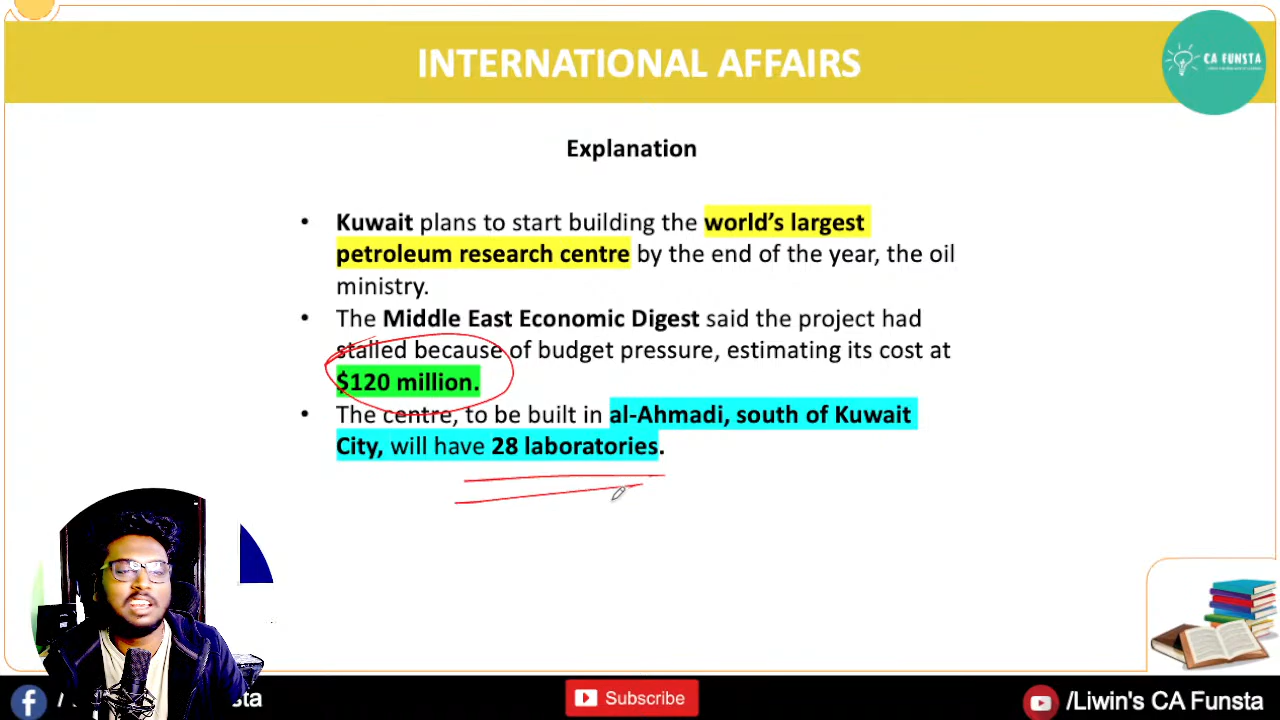 INTERNATIONAL AFFAIRS
CA FUNSTA
Explanation
• Kuwait plans to start building the world’s largest
petroleum research centre by the end of the year, the oil
ministry.
• The Middle East Economic Digest said the project had
stalled because of budget pressure, estimating its cost at
$120 million.
• The centre, to be built in al-Ahmadi, south of Kuwait
City, will have 28 laboratories.
Subscribe
/Liwin's CA Funsta